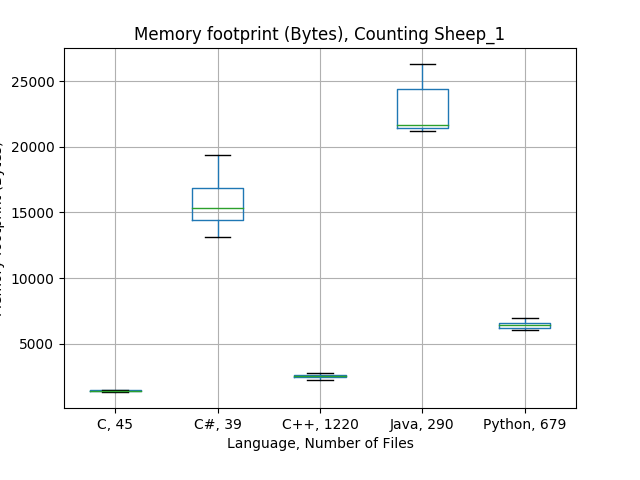 Memory footprint (Bytes), Counting Sheep_1
25000
20000
15000
10000
5000
C, 45
C#, 39
C++, 1220
Java, 290
Python, 679
Language, Number of Files